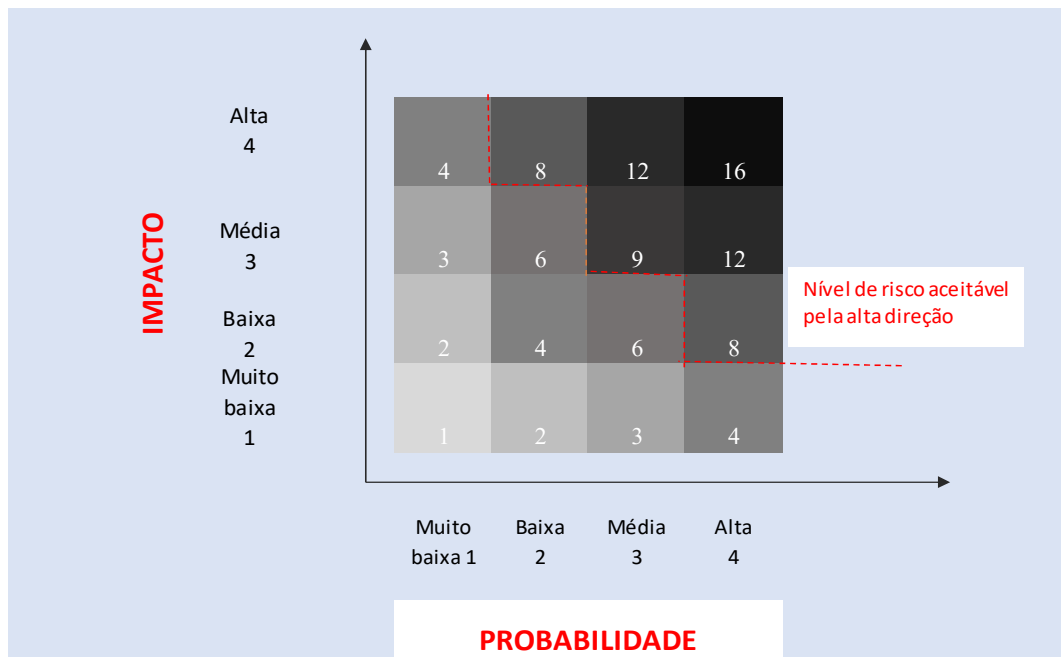 Alta
4
4 8 12 16
IMPACTO
Média
3
3 6 9 12
Nível de risco aceitável
pela alta direção
Baixa
2
2 4 6 8
Muito
baixa
1
1 2 3 4
Muito Baixa Média Alta
baixa 1 2 3 4
PROBABILIDADE